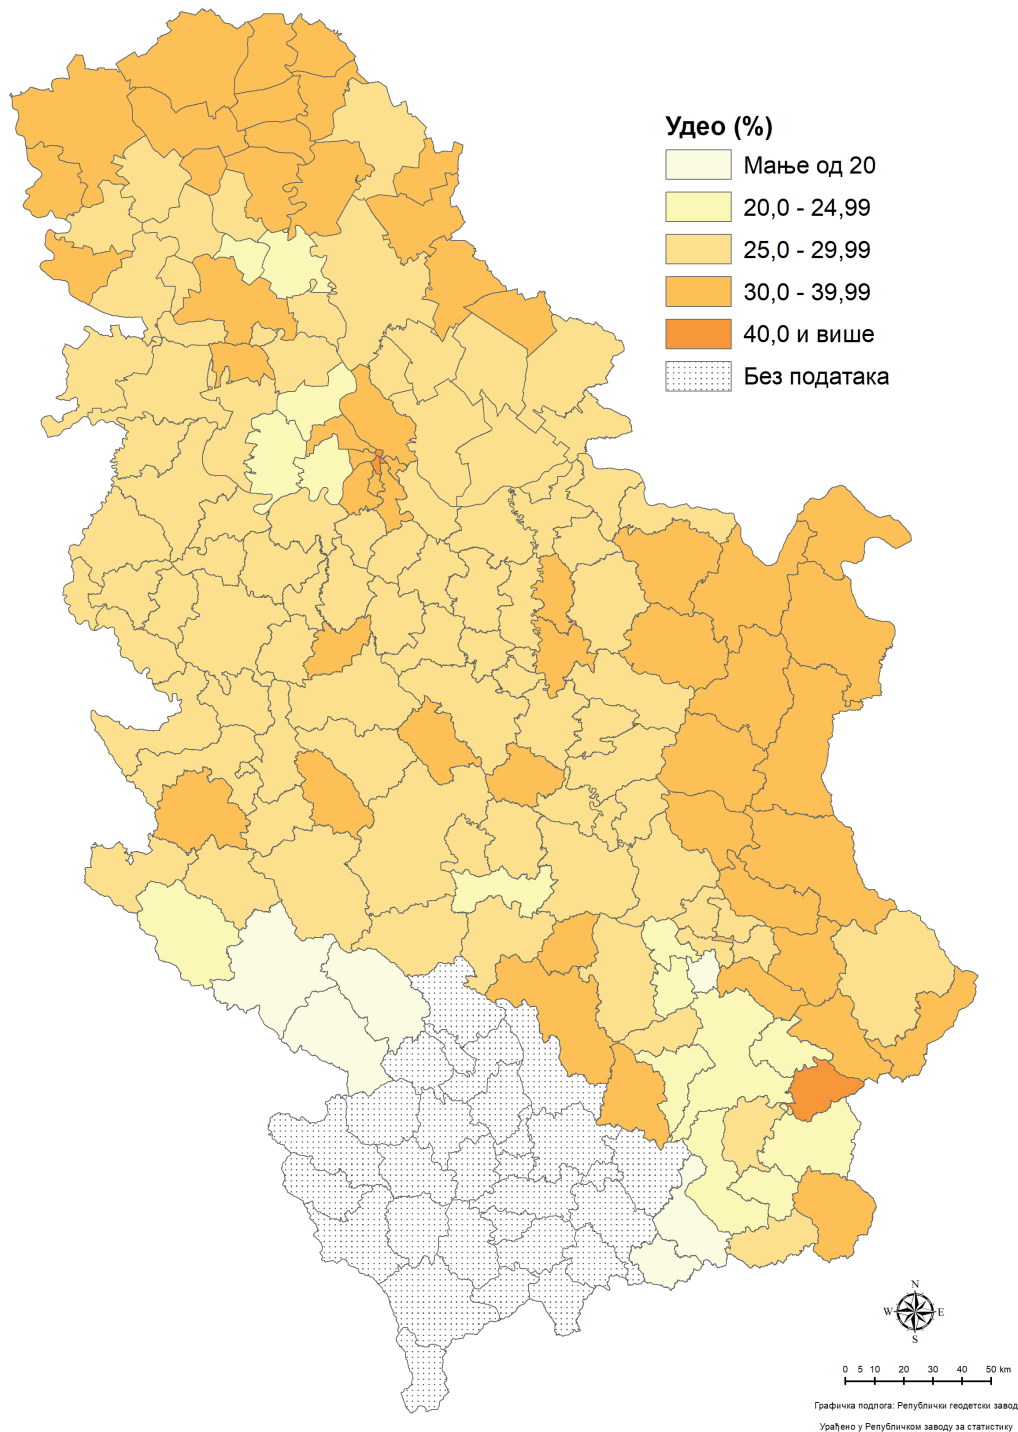 Удео (%)
Мање од 20
20,0 - 24,99
25,0 - 29,99
30,0 - 39,99
40,0 и више
Без података
N
W E
S
0 5 10 20 30 40 50 km
Графичка подлога: Републички геодетски завод
Урађено у Републичком заводу за статистику